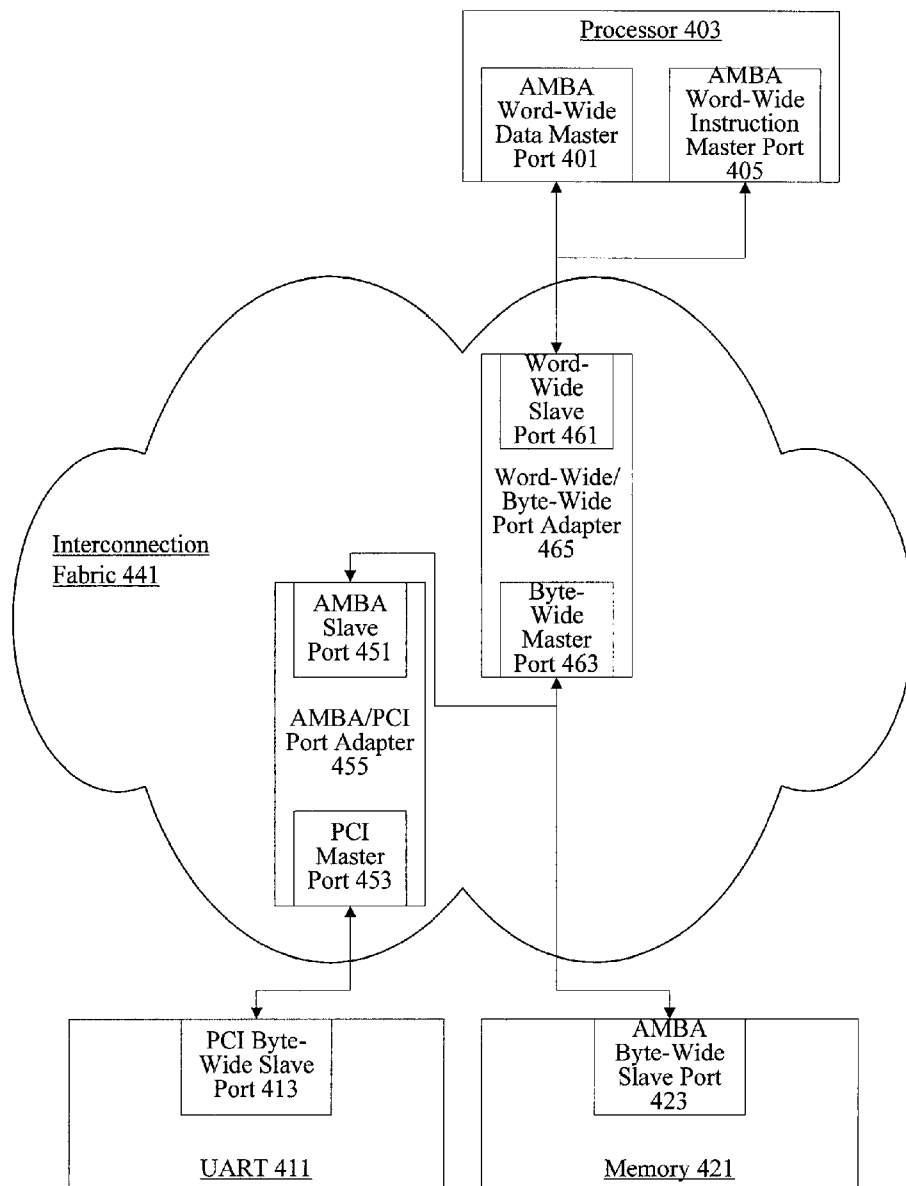 Processor 403
AMBA
Word-Wide
Data Master
Port 401
AMBA
Word-Wide
Instruction
Master Port
405
Word-
Wide
Slave
Port 461
Word-Wide/
Byte-Wide
Port Adapter
465
Byte-
Wide
Master
Port 463
Interconnection
Fabric 441
AMBA
Slave
Port 451
AMBA/PCI
Port Adapter
455
PCI
Master
Port 453
PCI Byte-
Wide Slave
Port 413
UART 411
AMBA
Byte-Wide
Slave Port
423
Memory 421